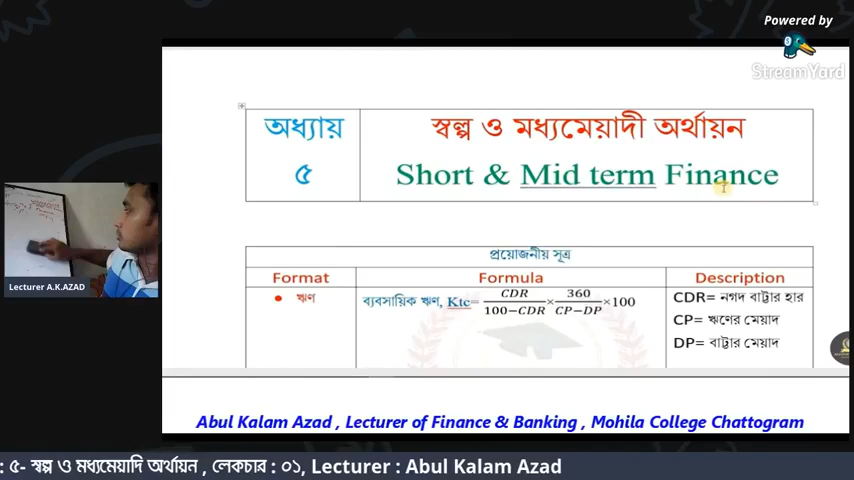 Powered by
StreamYard
অধ্যায়
৫
স্বল্প ও মধ্যমেয়াদী অর্থায়ন
Short & Mid term Finance
প্রয়োজনীয় সূত্র
Format Formula Description
• ঋণ
ব্যবসায়িক ঋণ, Ktc= CDR/100−CDR × 360/CP−DP ×100
CDR= নগদ বাট্টার হার
CP= ঋণের মেয়াদ
DP= বাট্টার মেয়াদ
Lecturer A.K.AZAD
Abul Kalam Azad , Lecturer of Finance & Banking , Mohila College Chattogram
: ৫- স্বল্প ও মধ্যমেয়াদি অর্থায়ন , লেকচার : ০১, Lecturer : Abul Kalam Azad